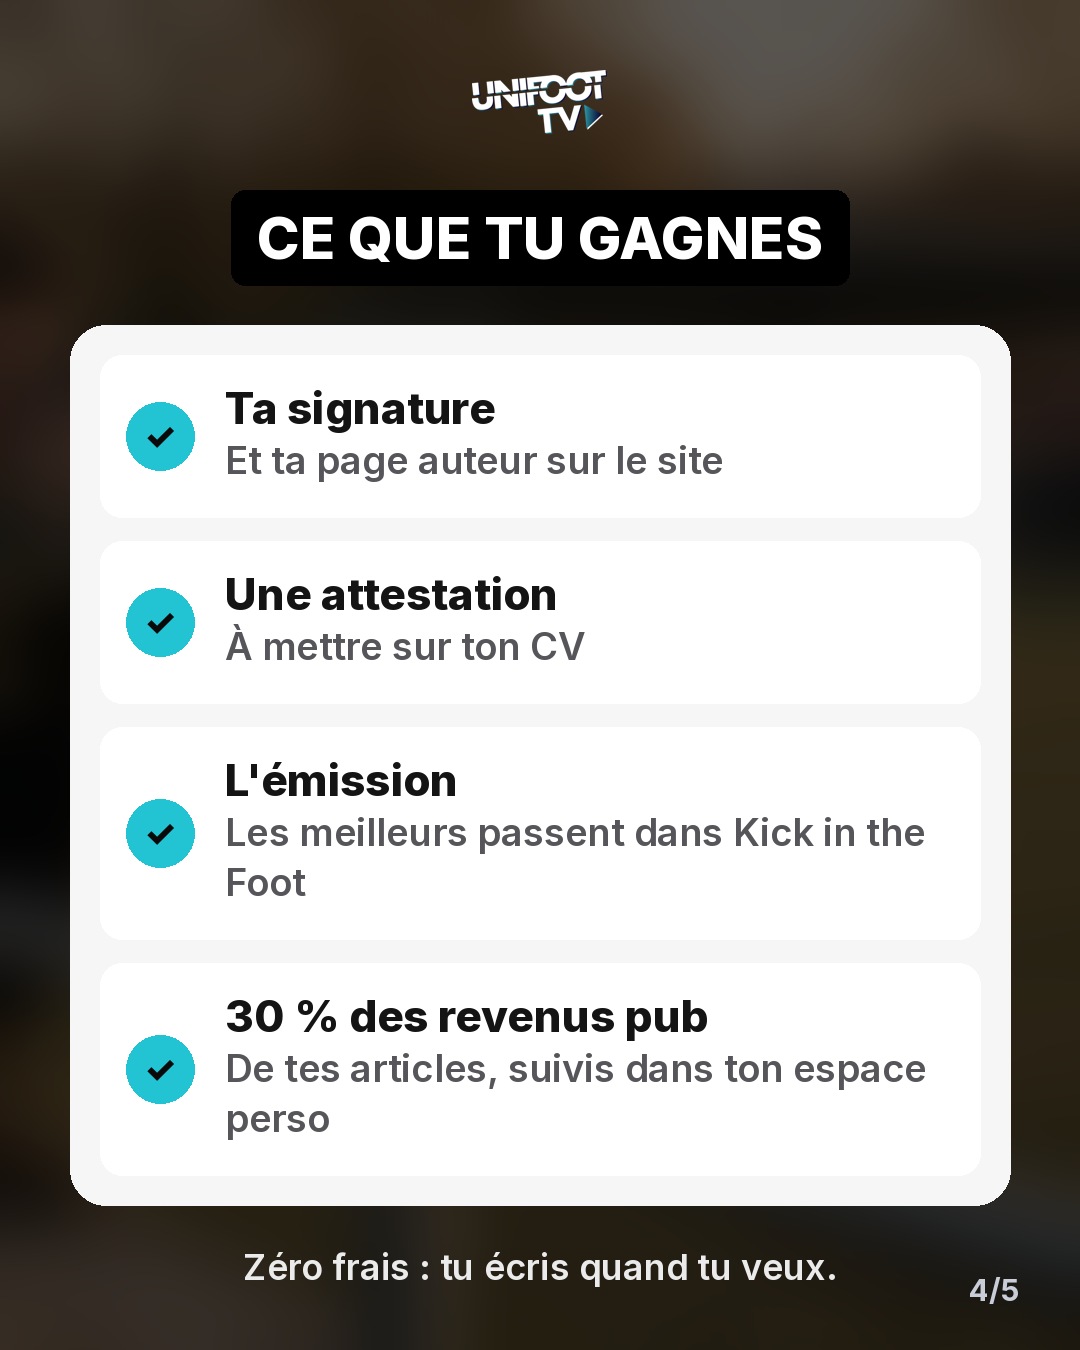 UNIFOOT
TV
CE QUE TU GAGNES
Ta signature
Et ta page auteur sur le site
Une attestation
À mettre sur ton CV
L'émission
Les meilleurs passent dans Kick in the
Foot
30 % des revenus pub
De tes articles, suivis dans ton espace
perso
Zéro frais : tu écris quand tu veux.
4/5